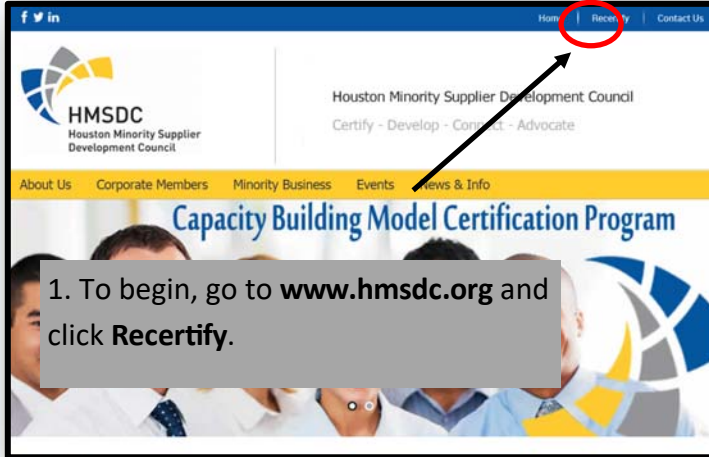 Home | Recertify | Contact Us
HMSDC
Houston Minority Supplier
Development Council
Houston Minority Supplier Development Council
Certify - Develop - Connect - Advocate
About Us Corporate Members Minority Business Events News & Info
Capacity Building Model Certification Program
1. To begin, go to www.hmsdc.org and
click Recertify.